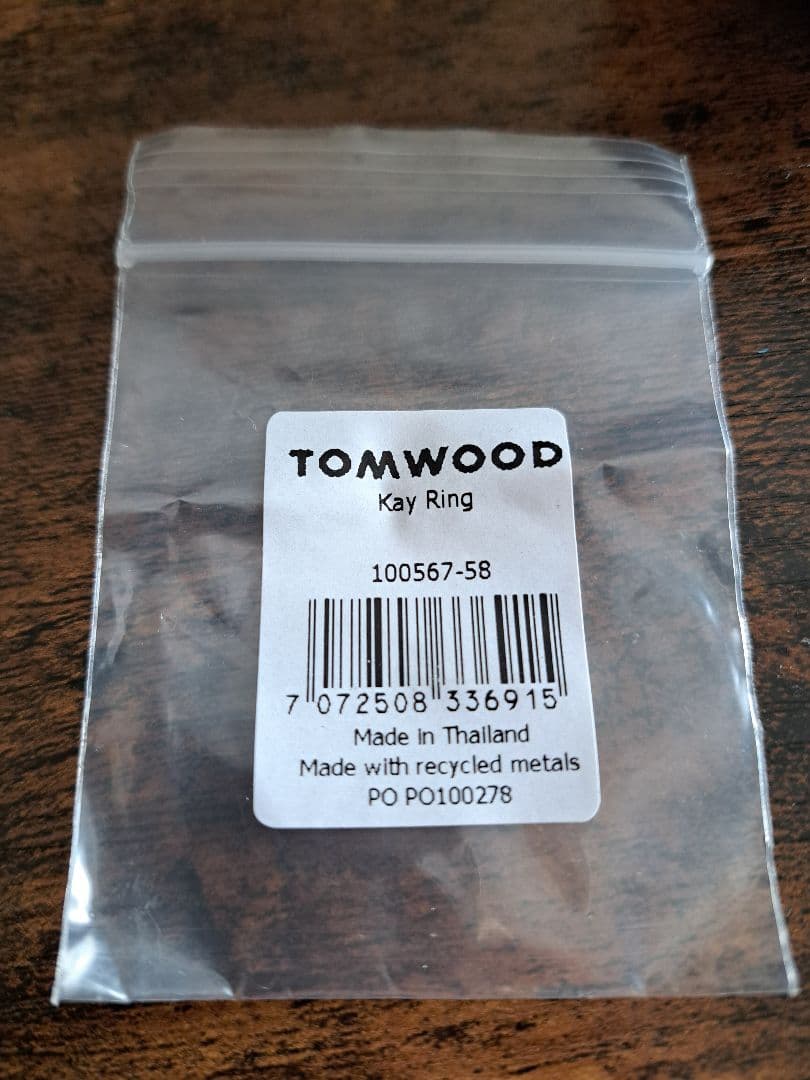 TOMWOOD
Kay Ring
100567-58
7 072508 336915
Made in Thailand
Made with recycled metals
PO PO100278